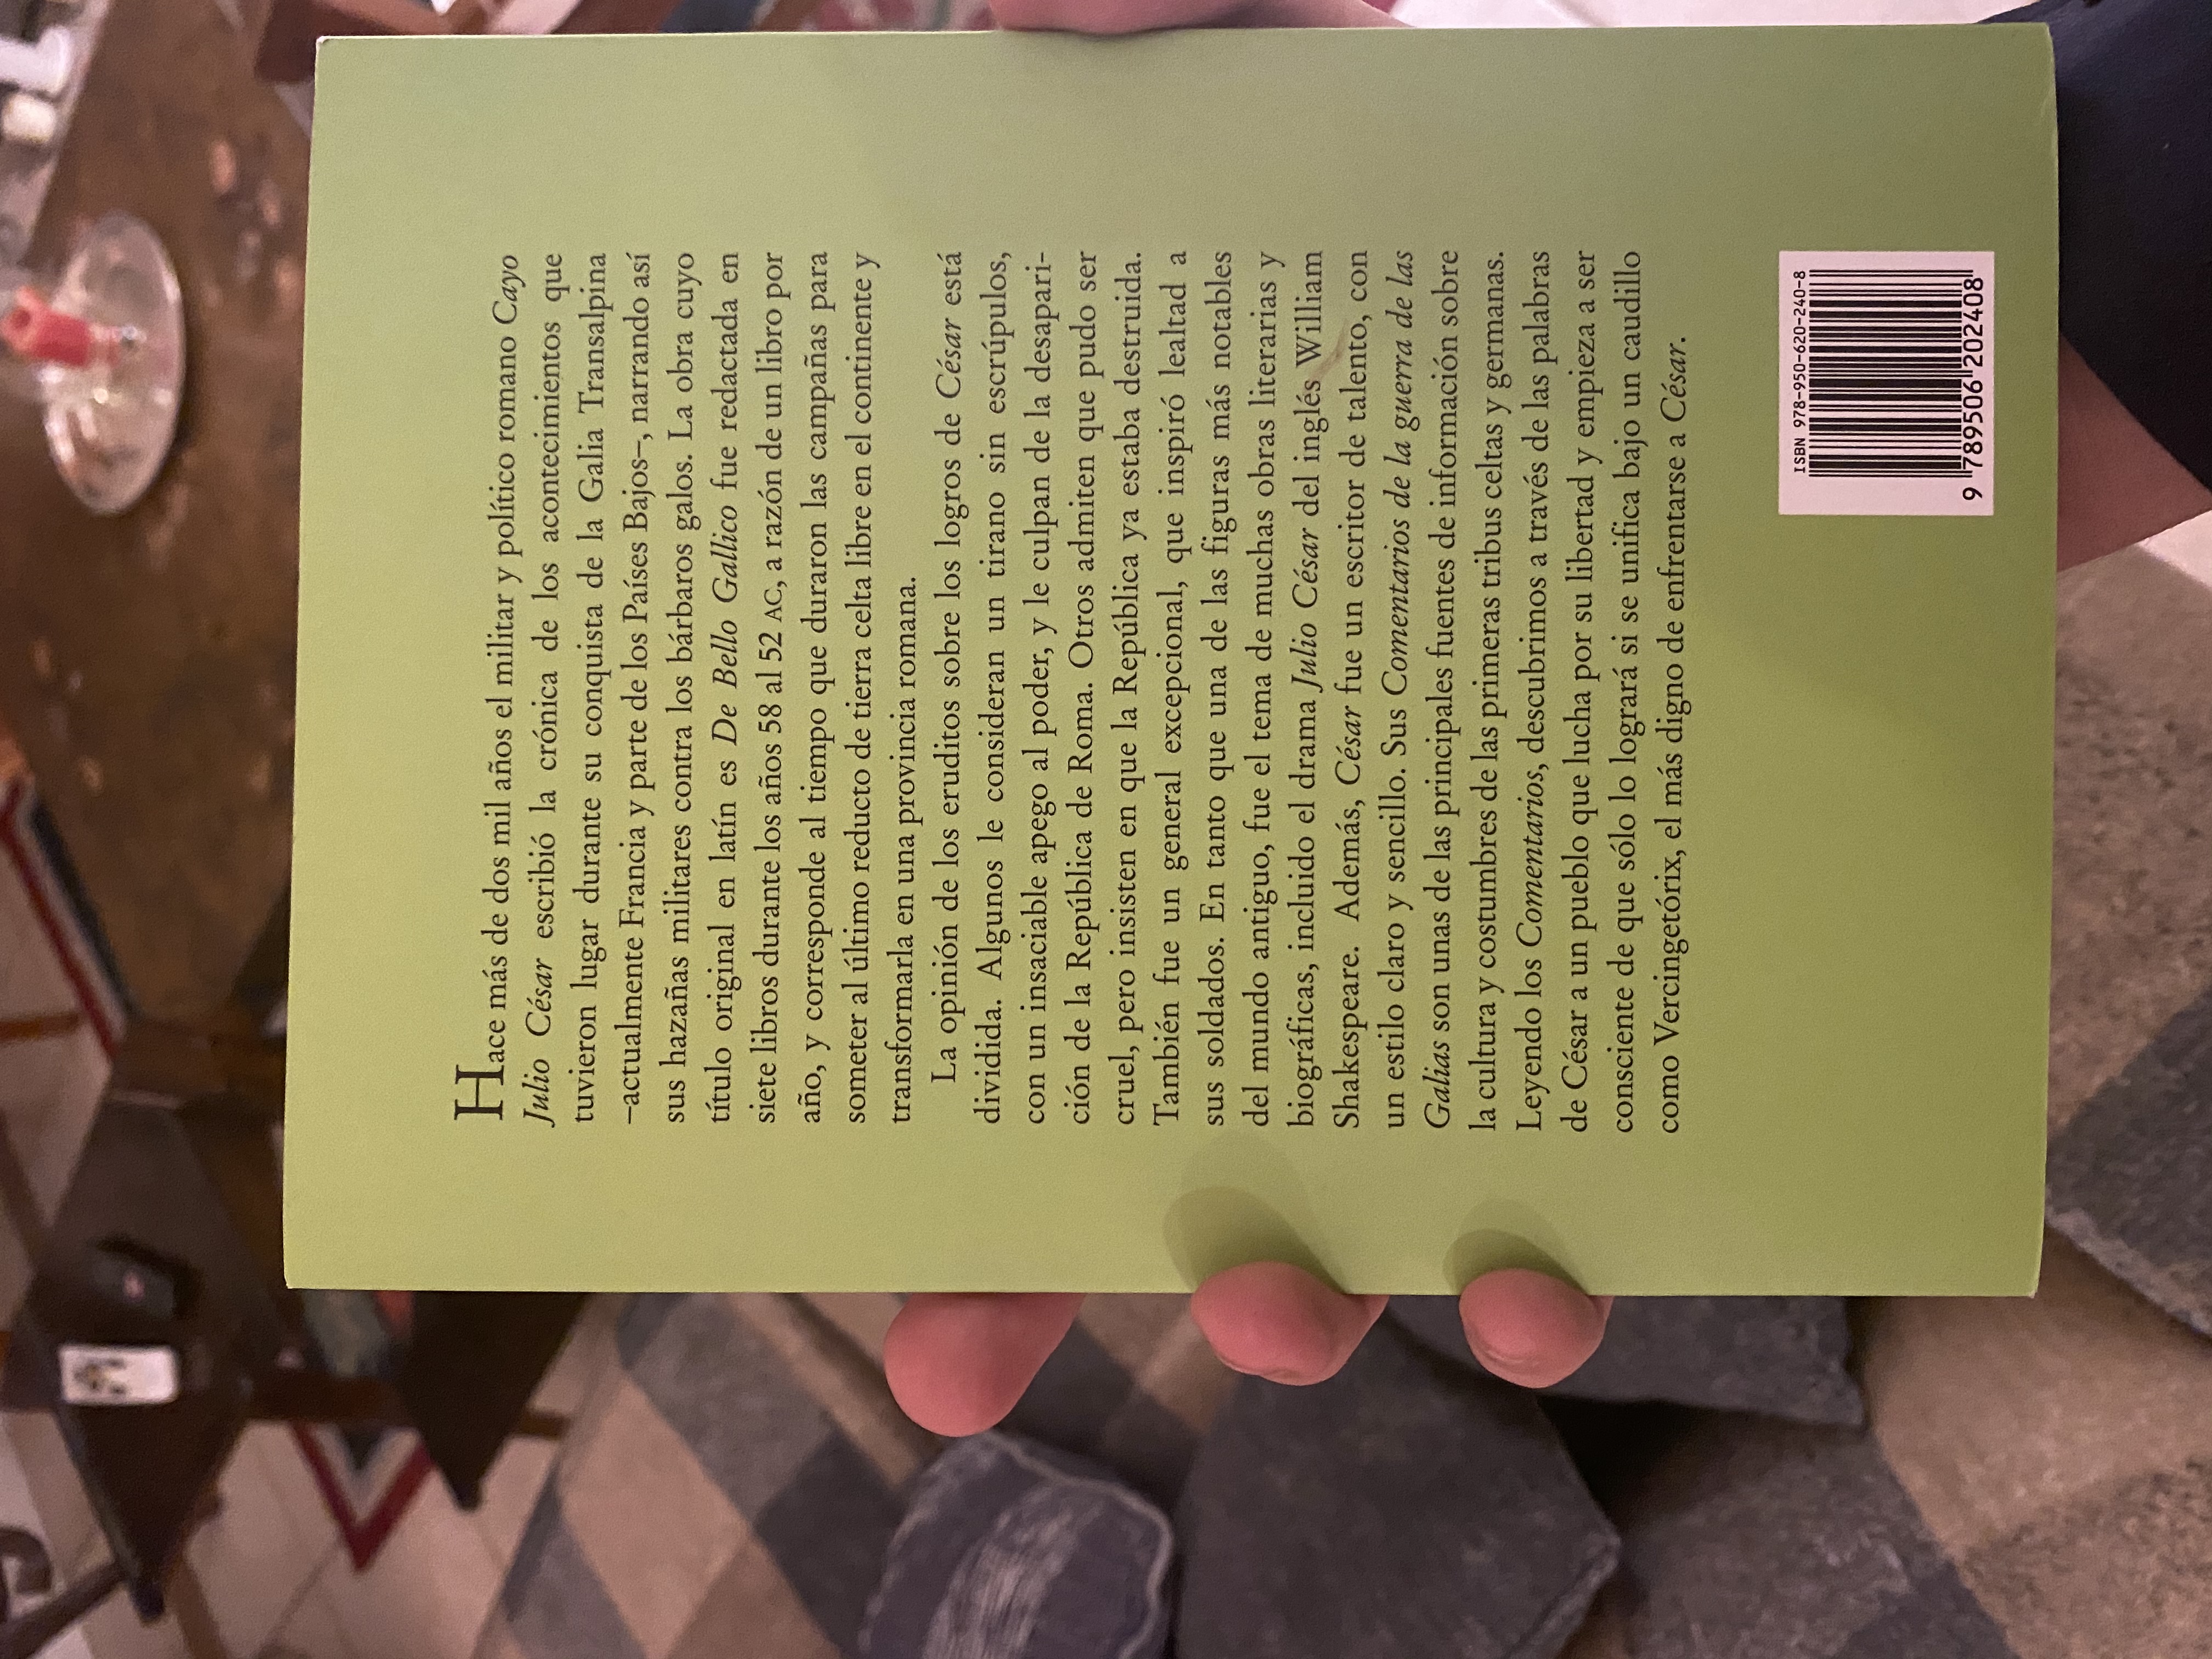 Hace más de dos mil años el militar y político romano Cayo
Julio César escribió la crónica de los acontecimientos que
tuvieron lugar durante su conquista de la Galia Transalpina
–actualmente Francia y parte de los Países Bajos–, narrando así
sus hazañas militares contra los bárbaros galos. La obra cuyo
título original en latín es De Bello Gallico fue redactada en
siete libros durante los años 58 al 52 AC, a razón de un libro por
año, y corresponde al tiempo que duraron las campañas para
someter al último reducto de tierra celta libre en el continente y
transformarla en una provincia romana.
La opinión de los eruditos sobre los logros de César está
dividida. Algunos le consideran un tirano sin escrúpulos,
con un insaciable apego al poder, y le culpan de la desapari-
ción de la República de Roma. Otros admiten que pudo ser
cruel, pero insisten en que la República ya estaba destruida.
También fue un general excepcional, que inspiró lealtad a
sus soldados. En tanto que una de las figuras más notables
del mundo antiguo, fue el tema de muchas obras literarias y
biográficas, incluido el drama Julio César del inglés William
Shakespeare. Además, César fue un escritor de talento, con
un estilo claro y sencillo. Sus Comentarios de la guerra de las
Galias son unas de las principales fuentes de información sobre
la cultura y costumbres de las primeras tribus celtas y germanas.
Leyendo los Comentarios, descubrimos a través de las palabras
de César a un pueblo que lucha por su libertad y empieza a ser
consciente de que sólo lo logrará si se unifica bajo un caudillo
como Vercingetórix, el más digno de enfrentarse a César.
ISBN 978-950-620-240-8
9 789506 202408